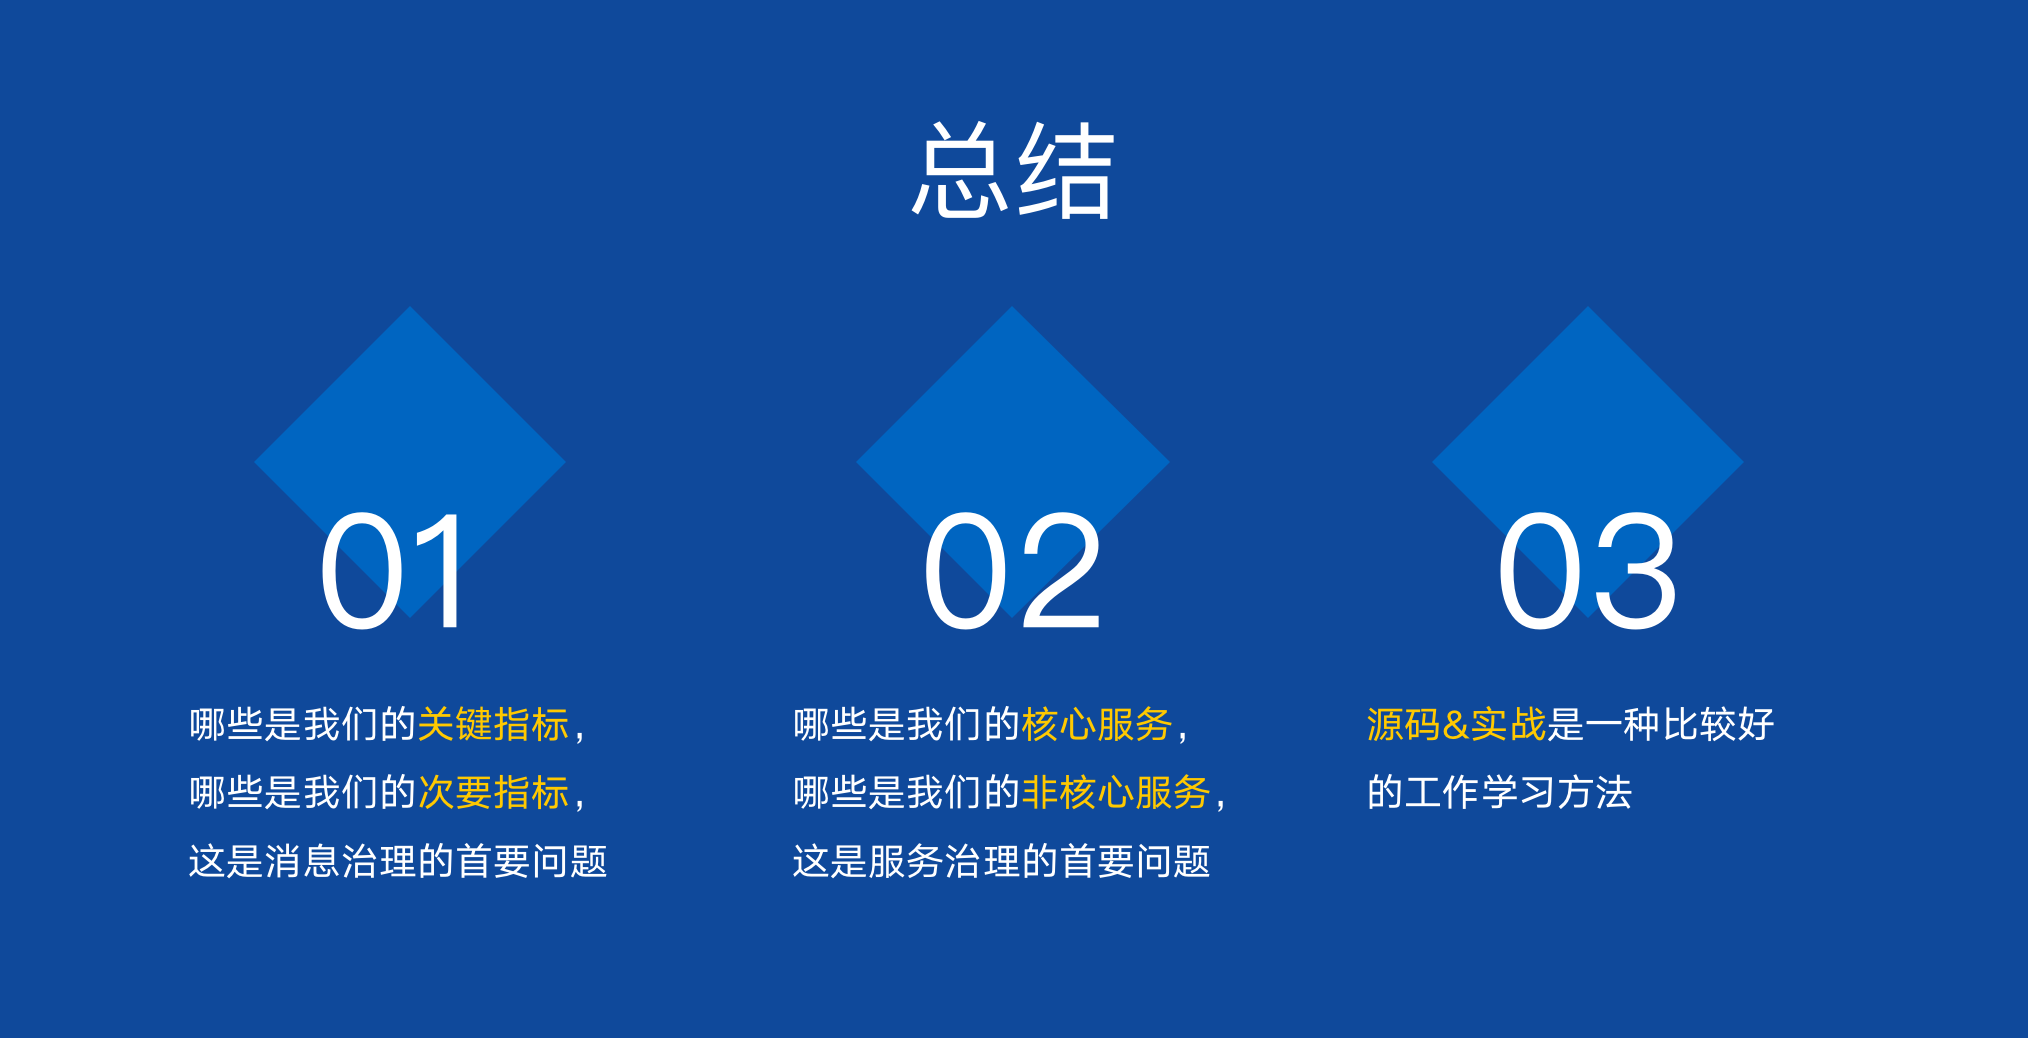 总结
01
哪些是我们的关键指标，
哪些是我们的次要指标，
这是消息治理的首要问题
02
哪些是我们的核心服务，
哪些是我们的非核心服务，
这是服务治理的首要问题
03
源码&实战是一种比较好
的工作学习方法